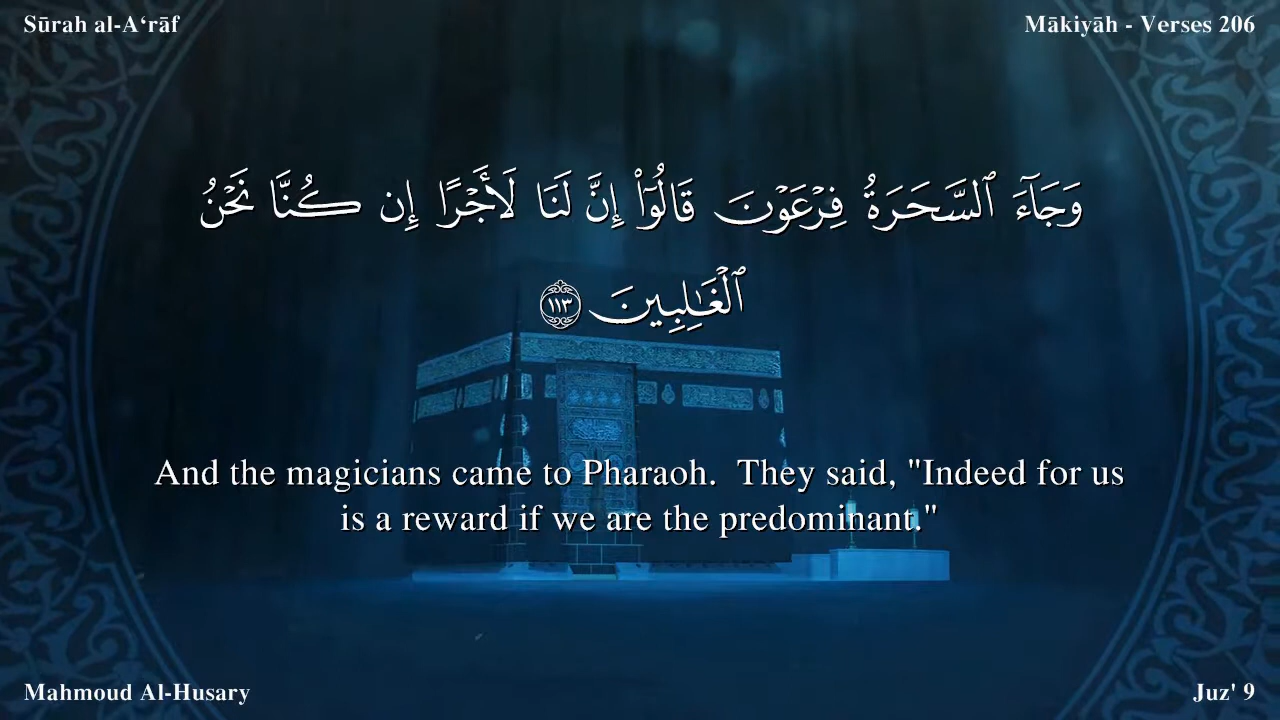 Sūrah al-A‘rāf
Mākiyāh - Verses 206
وَجَآءَ ٱلسَّحَرَةُ فِرْعَوْنَ قَالُوٓا۟ إِنَّ لَنَا لَأَجْرًا إِن كُنَّا نَحْنُ
ٱلْغَـٰلِبِينَ ١١٣
And the magicians came to Pharaoh.  They said, "Indeed for us
is a reward if we are the predominant."
Mahmoud Al-Husary
Juz' 9